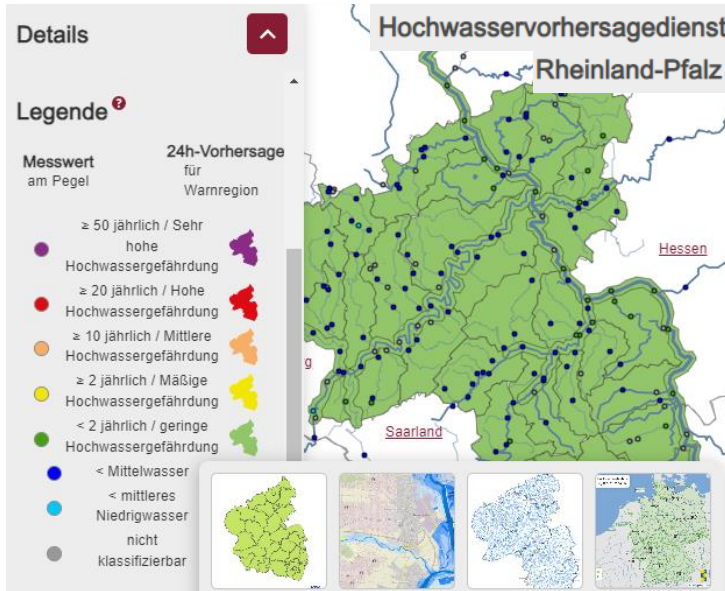 Details
Hochwasservorhersagedienst
Rheinland-Pfalz
Legende ?
Messwert
am Pegel
24h-Vorhersage
für
Warnregion
≥ 50 jährlich / Sehr
hohe
Hochwassergefährdung
≥ 20 jährlich / Hohe
Hochwassergefährdung
≥ 10 jährlich / Mittlere
Hochwassergefährdung
≥ 2 jährlich / Mäßige
Hochwassergefährdung
< 2 jährlich / geringe
Hochwassergefährdung
< Mittelwasser
< mittleres
Niedrigwasser
nicht
klassifizierbar
Hessen
g
Saarland